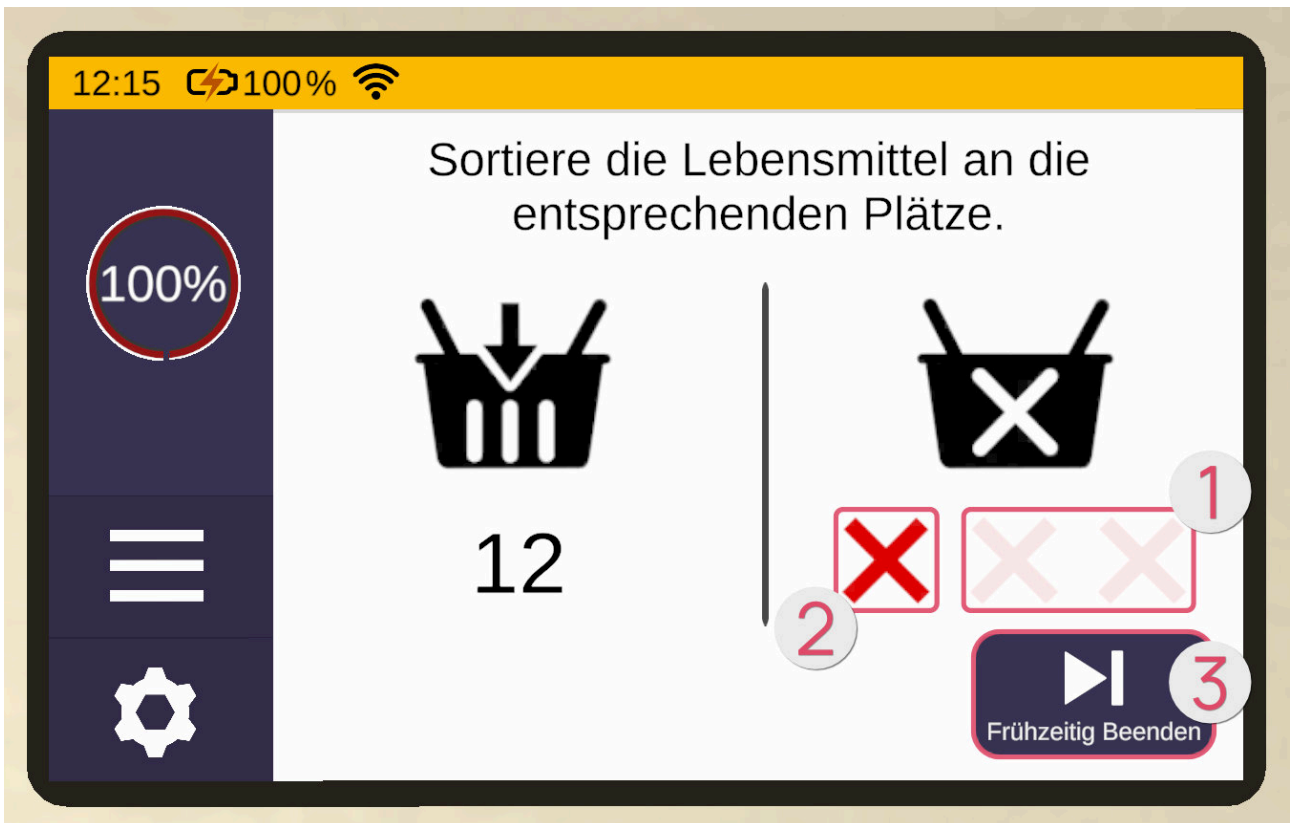 12:15 100% 
Sortiere die Lebensmittel an die
entsprechenden Plätze.
100%
12
1
2
3
Frühzeitig Beenden